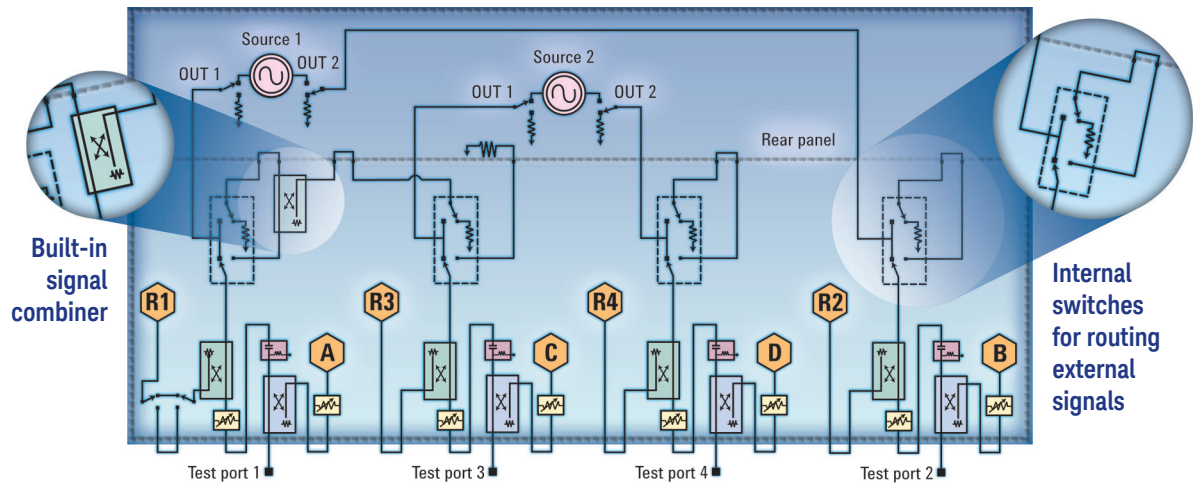 Source 1
OUT 1
OUT 2
Source 2
OUT 1
OUT 2
Rear panel
Built-in
signal
combiner
Internal
switches
for routing
external
signals
R1
A
R3
C
R4
D
R2
B
Test port 1
Test port 3
Test port 4
Test port 2